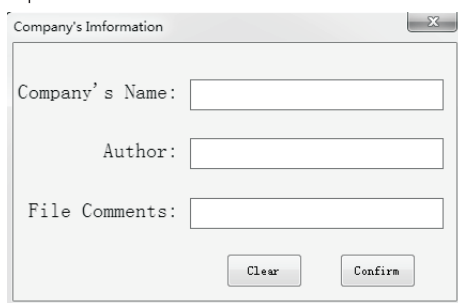 Company's Imformation
Company's Name:
Author:
File Comments:
Clear Confirm